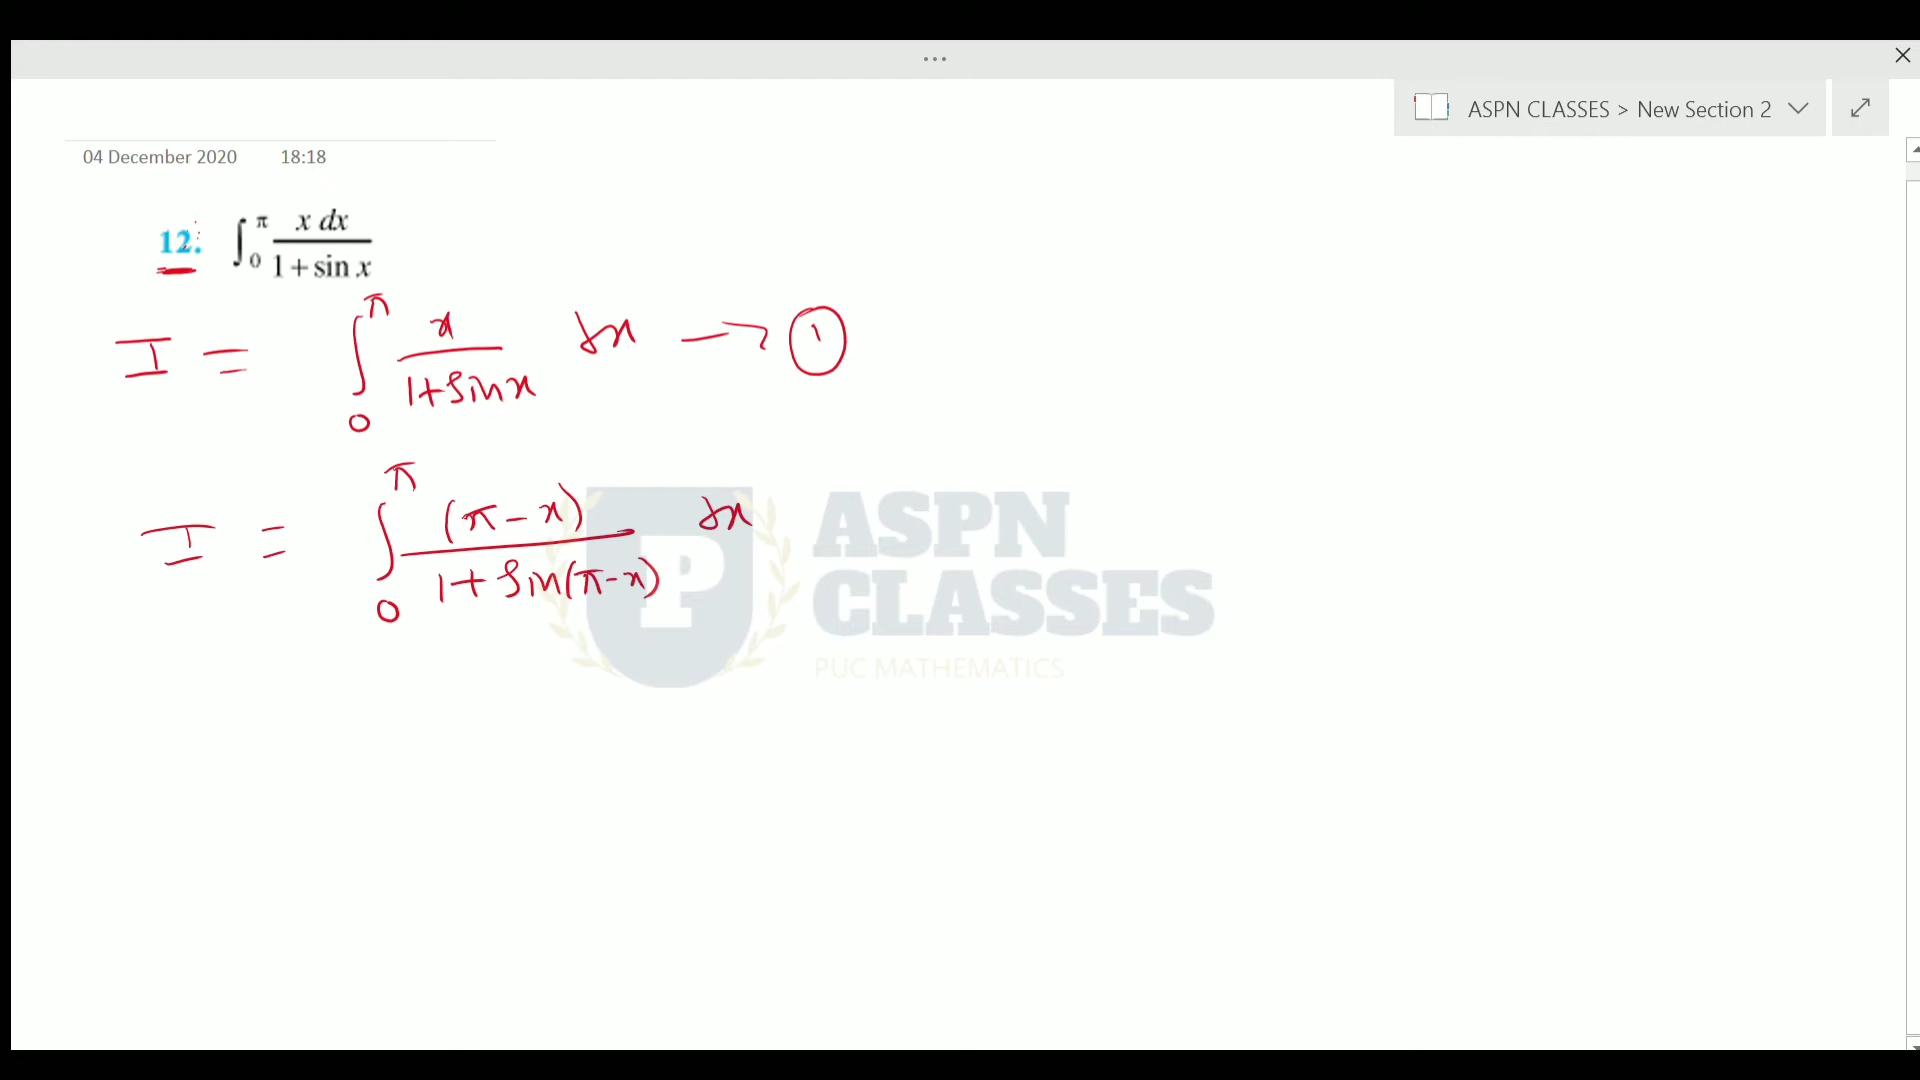 ...
ASPN CLASSES > New Section 2
04 December 2020 18:18
12. ∫₀^π x dx / (1 + sin x)
I = ∫₀^π x / (1+sinx) dx → ①
I = ∫₀^π (π-x) / (1+ sin(π-x)) dx
P
ASPN
CLASSES
PUC MATHEMATICS